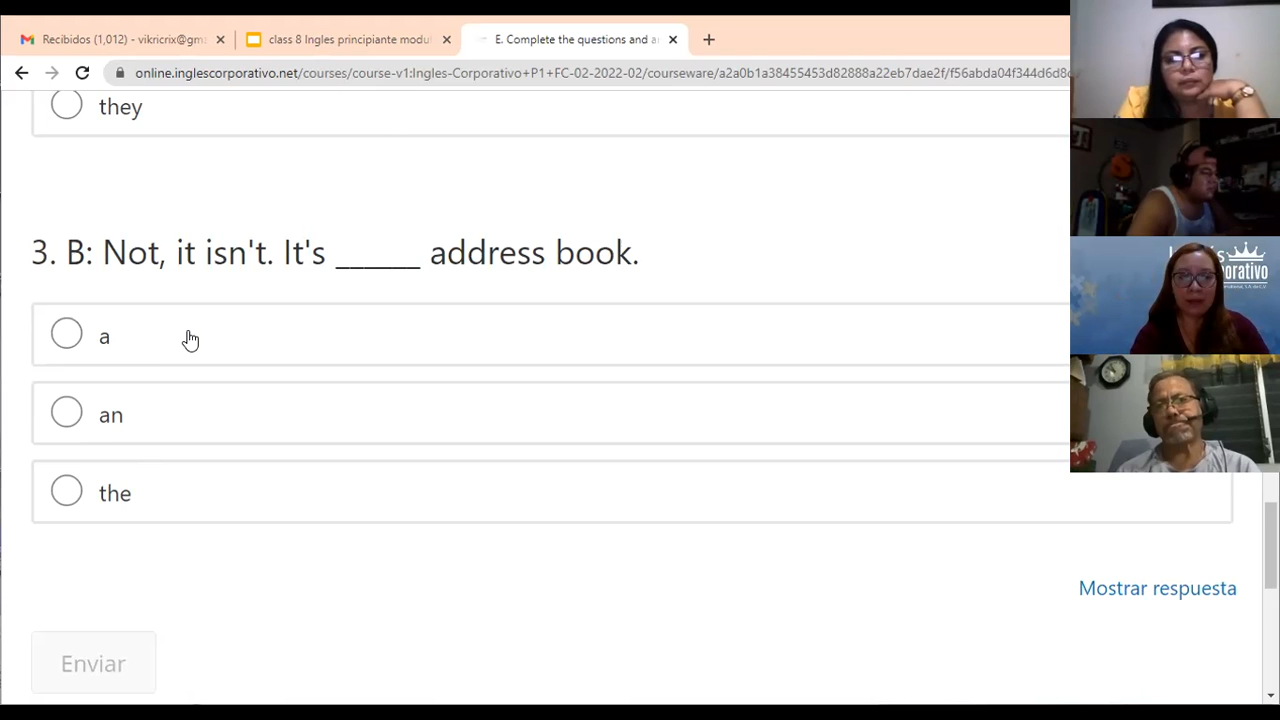 Recibidos (1,012) - vikricrix@gm
class 8 Ingles principiante modu
E. Complete the questions and a
online.inglescorporativo.net/courses/course-v1:Ingles-Corporativo+P1+FC-02-2022-02/courseware/a2a0b1a38455453d82888a22eb7dae2f/f56abda04f344d6d8
they
3. B: Not, it isn't. It's ______ address book.
a
an
the
Mostrar respuesta
Enviar